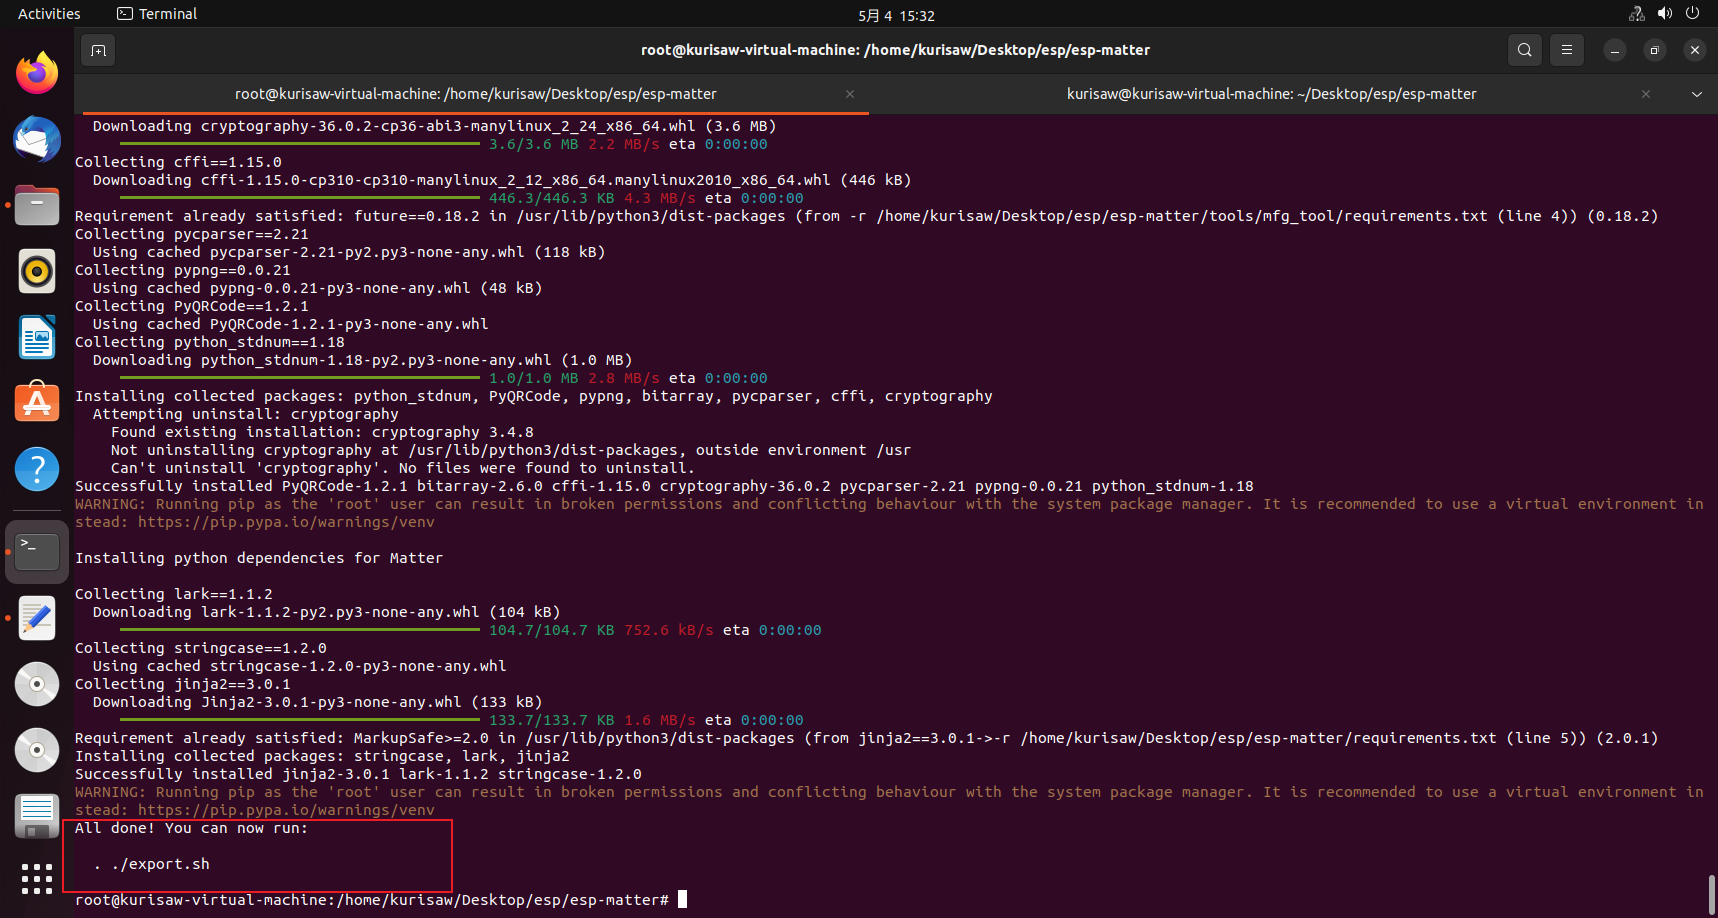 Activities
Terminal
5月 4 15:32
root@kurisaw-virtual-machine: /home/kurisaw/Desktop/esp/esp-matter
root@kurisaw-virtual-machine: /home/kurisaw/Desktop/esp/esp-matter
kurisaw@kurisaw-virtual-machine: ~/Desktop/esp/esp-matter
Downloading cryptography-36.0.2-cp36-abi3-manylinux_2_24_x86_64.whl (3.6 MB)
3.6/3.6 MB 2.2 MB/s eta 0:00:00
Collecting cffi==1.15.0
Downloading cffi-1.15.0-cp310-cp310-manylinux_2_12_x86_64.manylinux2010_x86_64.whl (446 kB)
446.3/446.3 KB 4.3 MB/s eta 0:00:00
Requirement already satisfied: future==0.18.2 in /usr/lib/python3/dist-packages (from -r /home/kurisaw/Desktop/esp/esp-matter/tools/mfg_tool/requirements.txt (line 4)) (0.18.2)
Collecting pycparser==2.21
Using cached pycparser-2.21-py2.py3-none-any.whl (118 kB)
Collecting pypng==0.0.21
Using cached pypng-0.0.21-py3-none-any.whl (48 kB)
Collecting PyQRCode==1.2.1
Using cached PyQRCode-1.2.1-py3-none-any.whl
Collecting python_stdnum==1.18
Downloading python_stdnum-1.18-py2.py3-none-any.whl (1.0 MB)
1.0/1.0 MB 2.8 MB/s eta 0:00:00
Installing collected packages: python_stdnum, PyQRCode, pypng, bitarray, pycparser, cffi, cryptography
Attempting uninstall: cryptography
Found existing installation: cryptography 3.4.8
Not uninstalling cryptography at /usr/lib/python3/dist-packages, outside environment /usr
Can't uninstall 'cryptography'. No files were found to uninstall.
Successfully installed PyQRCode-1.2.1 bitarray-2.6.0 cffi-1.15.0 cryptography-36.0.2 pycparser-2.21 pypng-0.0.21 python_stdnum-1.18
WARNING: Running pip as the 'root' user can result in broken permissions and conflicting behaviour with the system package manager. It is recommended to use a virtual environment in
stead: https://pip.pypa.io/warnings/venv
Installing python dependencies for Matter
Collecting lark==1.1.2
Downloading lark-1.1.2-py2.py3-none-any.whl (104 kB)
104.7/104.7 KB 752.6 kB/s eta 0:00:00
Collecting stringcase==1.2.0
Using cached stringcase-1.2.0-py3-none-any.whl
Collecting jinja2==3.0.1
Downloading Jinja2-3.0.1-py3-none-any.whl (133 kB)
133.7/133.7 KB 1.6 MB/s eta 0:00:00
Requirement already satisfied: MarkupSafe>=2.0 in /usr/lib/python3/dist-packages (from jinja2==3.0.1->-r /home/kurisaw/Desktop/esp/esp-matter/requirements.txt (line 5)) (2.0.1)
Installing collected packages: stringcase, lark, jinja2
Successfully installed jinja2-3.0.1 lark-1.1.2 stringcase-1.2.0
WARNING: Running pip as the 'root' user can result in broken permissions and conflicting behaviour with the system package manager. It is recommended to use a virtual environment in
stead: https://pip.pypa.io/warnings/venv
All done! You can now run:
. ./export.sh
root@kurisaw-virtual-machine:/home/kurisaw/Desktop/esp/esp-matter#